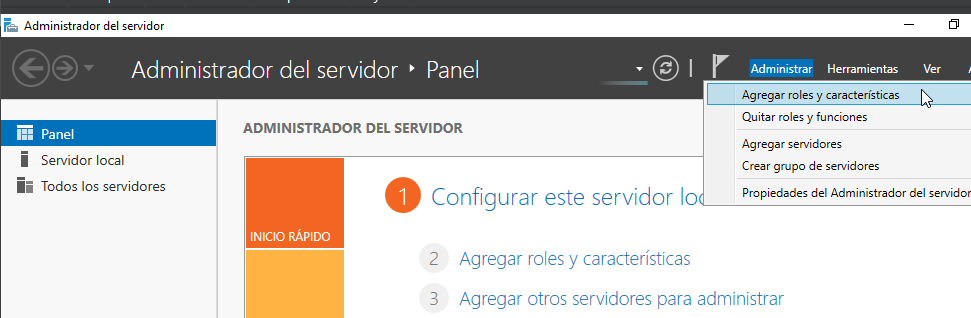 Administrador del servidor
Administrador del servidor ‣ Panel
Administrar Herramientas Ver
Agregar roles y características
Quitar roles y funciones
Agregar servidores
Crear grupo de servidores
Propiedades del Administrador del servidor
Panel
Servidor local
Todos los servidores
ADMINISTRADOR DEL SERVIDOR
INICIO RÁPIDO
1 Configurar este servidor loc
2 Agregar roles y características
3 Agregar otros servidores para administrar